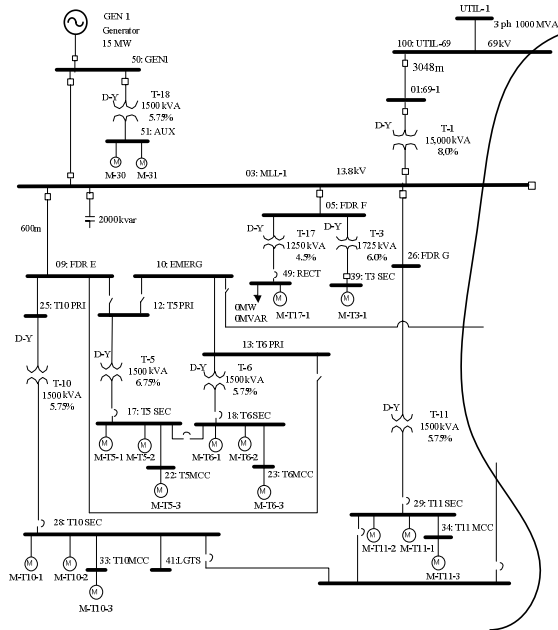 GEN 1
Generator
15 MW
UTIL-1
3 ph 1000 MVA
50: GEN1
100: UTIL-69
69kV
3048m
D-Y
T-18
1500 kVA
5.75%
01:69-1
51: AUX
D-Y
T-1
15,000 kVA
8.0%
M
M
M-30
M-31
03: MLL-1
13.8kV
2000kvar
600m
05: FDR F
D-Y
T-17
1250 kVA
4.5%
D-Y
T-3
1725 kVA
6.0%
26: FDR G
09: FDR E
10: EMERG
49: RECT
39: T3 SEC
25: T10 PRI
12: T5 PRI
0MW
0MVAR
M
M
M-T17-1
M-T3-1
13: T6 PRI
D-Y
T-10
1500 kVA
5.75%
D-Y
T-5
1500 kVA
6.75%
D-Y
T-6
1500 kVA
5.75%
D-Y
T-11
1500 kVA
5.75%
17: T5 SEC
18: T6 SEC
M
M
M
M
M-T5-1
M-T5-2
M-T6-1
M-T6-2
22: T5MCC
23: T6MCC
M
M
M-T5-3
M-T6-3
29: T11 SEC
28: T10 SEC
34: T11 MCC
M
M
M-T11-2
M-T11-1
M
M
M
M-T10-1
M-T10-2
33: T10MCC
41:LGTS
M-T11-3
M
M-T10-3